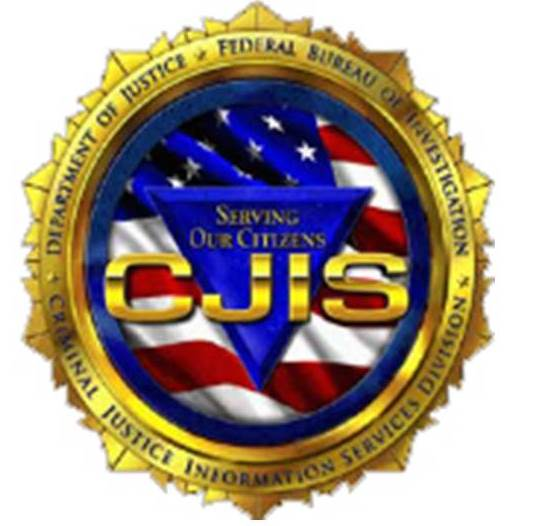 DEPARTMENT OF JUSTICE ★ FEDERAL BUREAU OF INVESTIGATION ★
CRIMINAL JUSTICE INFORMATION SERVICES DIVISION ★
SERVING
OUR CITIZENS
CJIS